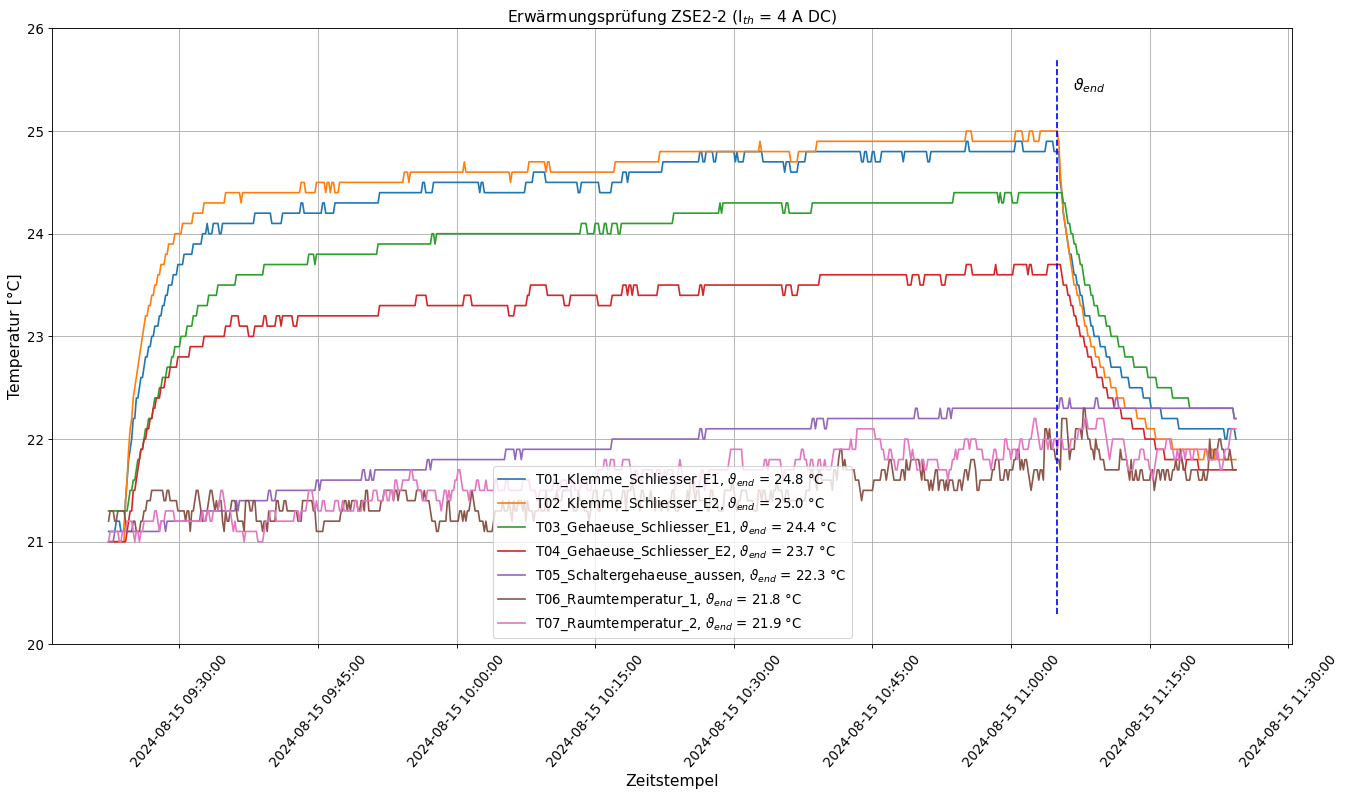 Erwärmungsprüfung ZSE2-2 (I_th = 4 A DC)
26
25
24
23
22
21
20
Temperatur [°C]
ϑ_end
T01_Klemme_Schliesser_E1, ϑ_end = 24.8 °C
T02_Klemme_Schliesser_E2, ϑ_end = 25.0 °C
T03_Gehaeuse_Schliesser_E1, ϑ_end = 24.4 °C
T04_Gehaeuse_Schliesser_E2, ϑ_end = 23.7 °C
T05_Schaltergehaeuse_aussen, ϑ_end = 22.3 °C
T06_Raumtemperatur_1, ϑ_end = 21.8 °C
T07_Raumtemperatur_2, ϑ_end = 21.9 °C
2024-08-15 09:30:00
2024-08-15 09:45:00
2024-08-15 10:00:00
2024-08-15 10:15:00
2024-08-15 10:30:00
2024-08-15 10:45:00
2024-08-15 11:00:00
2024-08-15 11:15:00
2024-08-15 11:30:00
Zeitstempel